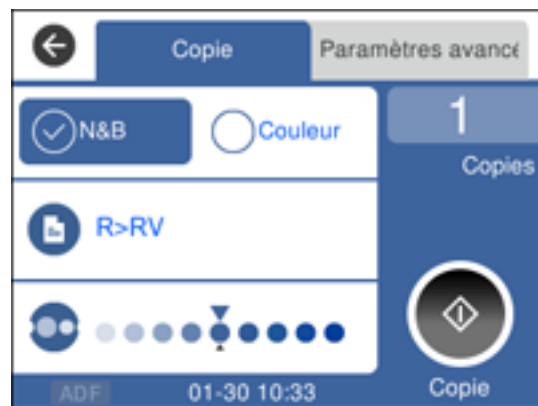 Copie
Paramètres avancé
N&B
Couleur
1
Copies
R>RV
ADF
01-30 10:33
Copie